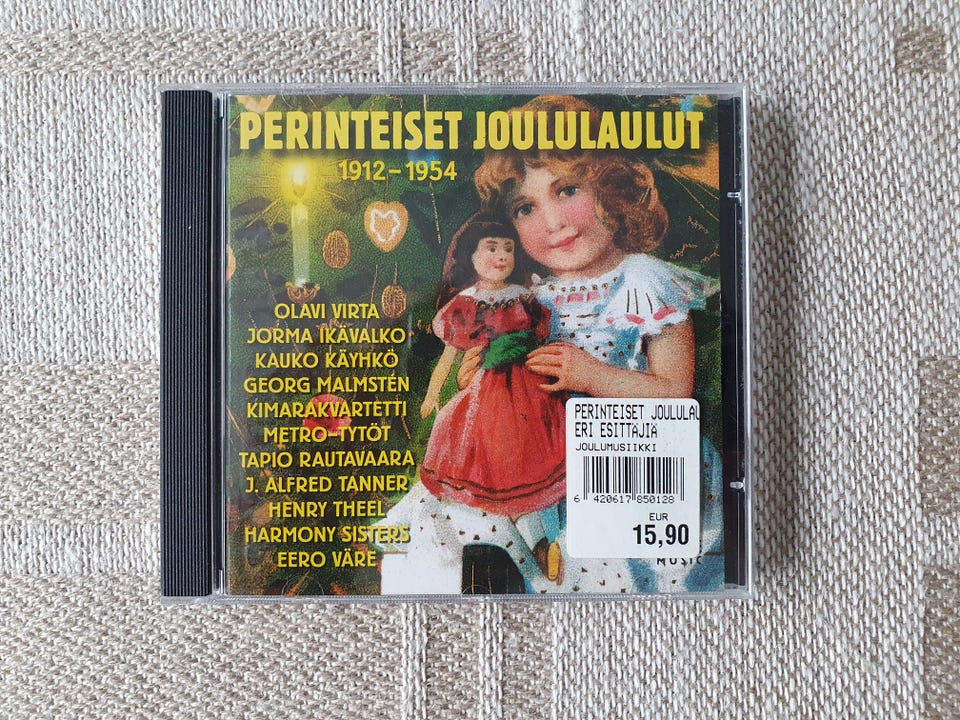 PERINTEISET JOULULAULUT
1912–1954
OLAVI VIRTA
JORMA IKÄVALKO
KAUKO KÄYHKÖ
GEORG MALMSTÉN
KIMARAKVARTETTI
METRO-TYTÖT
TAPIO RAUTAVAARA
J. ALFRED TANNER
HENRY THEEL
HARMONY SISTERS
EERO VÄRE
PERINTEISET JOULULAU
ERI ESITTÄJIÄ
JOULUMUSIIKKI
6 420617 850128
EUR
15,90
MUSIC